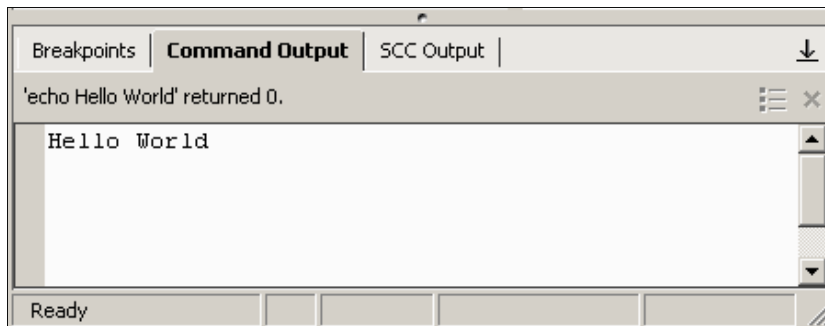 Breakpoints Command Output SCC Output
'echo Hello World' returned 0.
Hello World
Ready